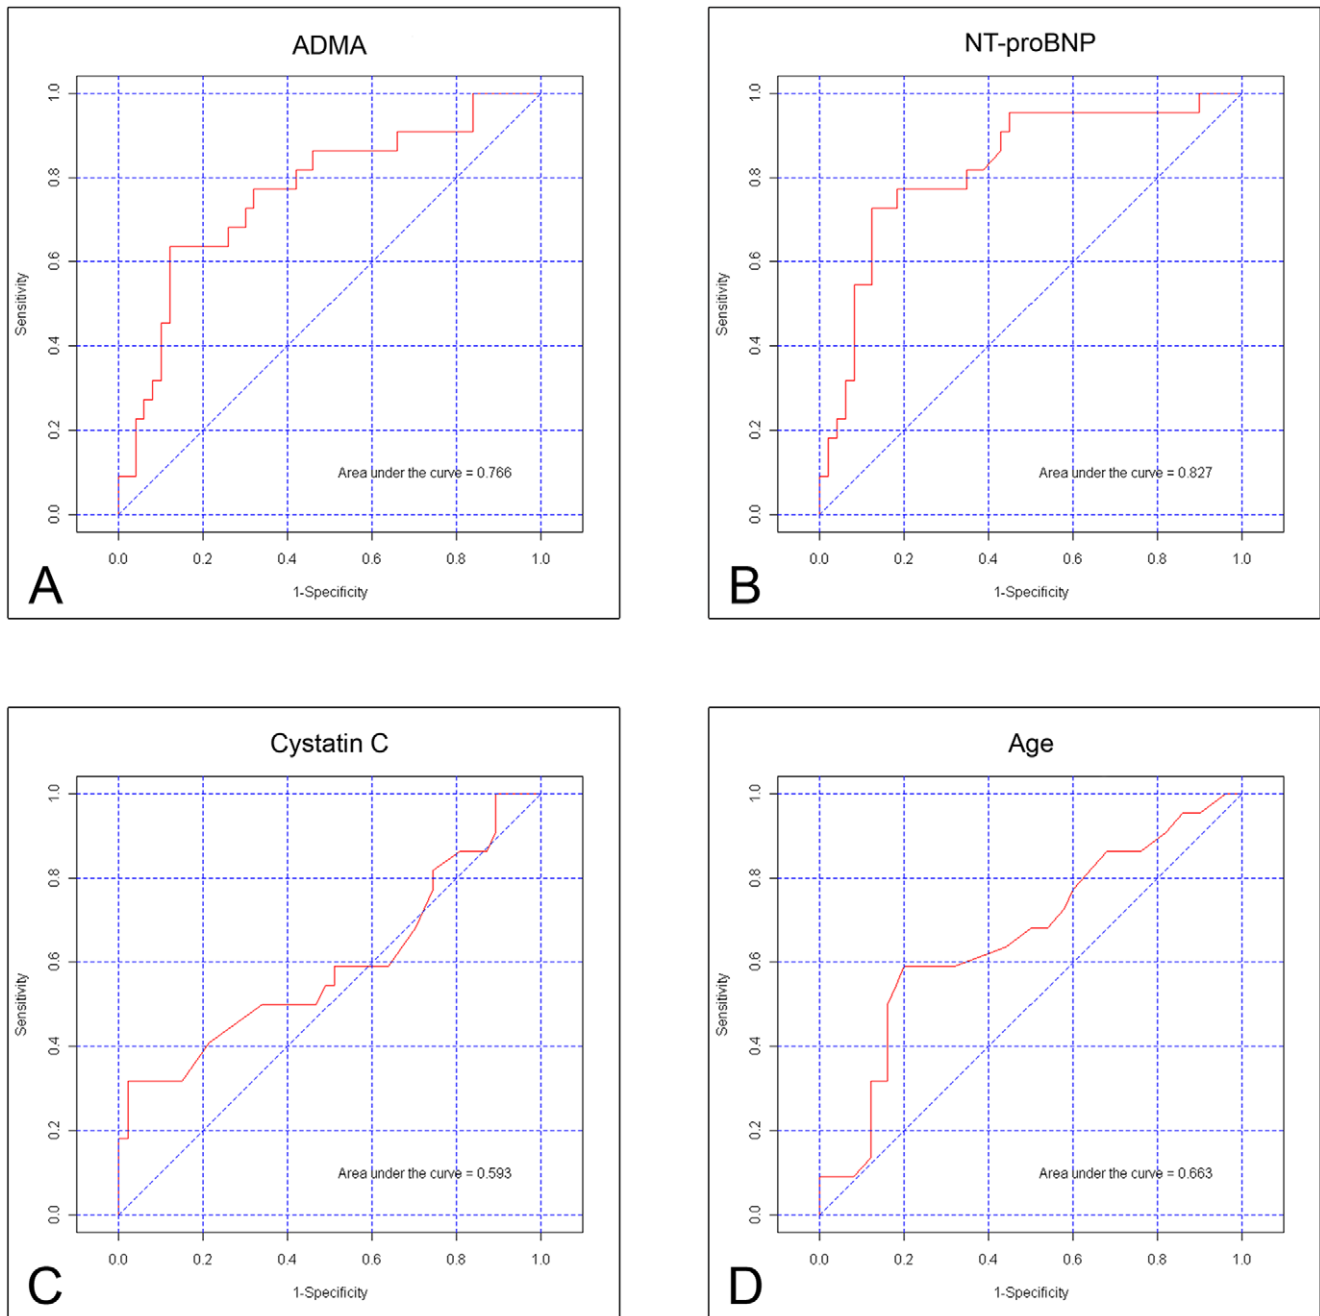 ADMA
1.0
0.8
0.6
0.4
0.2
0.0
Sensitivity
Area under the curve = 0.766
0.0 0.2 0.4 0.6 0.8 1.0
1-Specificity
A
NT-proBNP
1.0
0.8
0.6
0.4
0.2
0.0
Sensitivity
Area under the curve = 0.827
0.0 0.2 0.4 0.6 0.8 1.0
1-Specificity
B
Cystatin C
1.0
0.8
0.6
0.4
0.2
0.0
Sensitivity
Area under the curve = 0.593
0.0 0.2 0.4 0.6 0.8 1.0
1-Specificity
C
Age
1.0
0.8
0.6
0.4
0.2
0.0
Sensitivity
Area under the curve = 0.663
0.0 0.2 0.4 0.6 0.8 1.0
1-Specificity
D